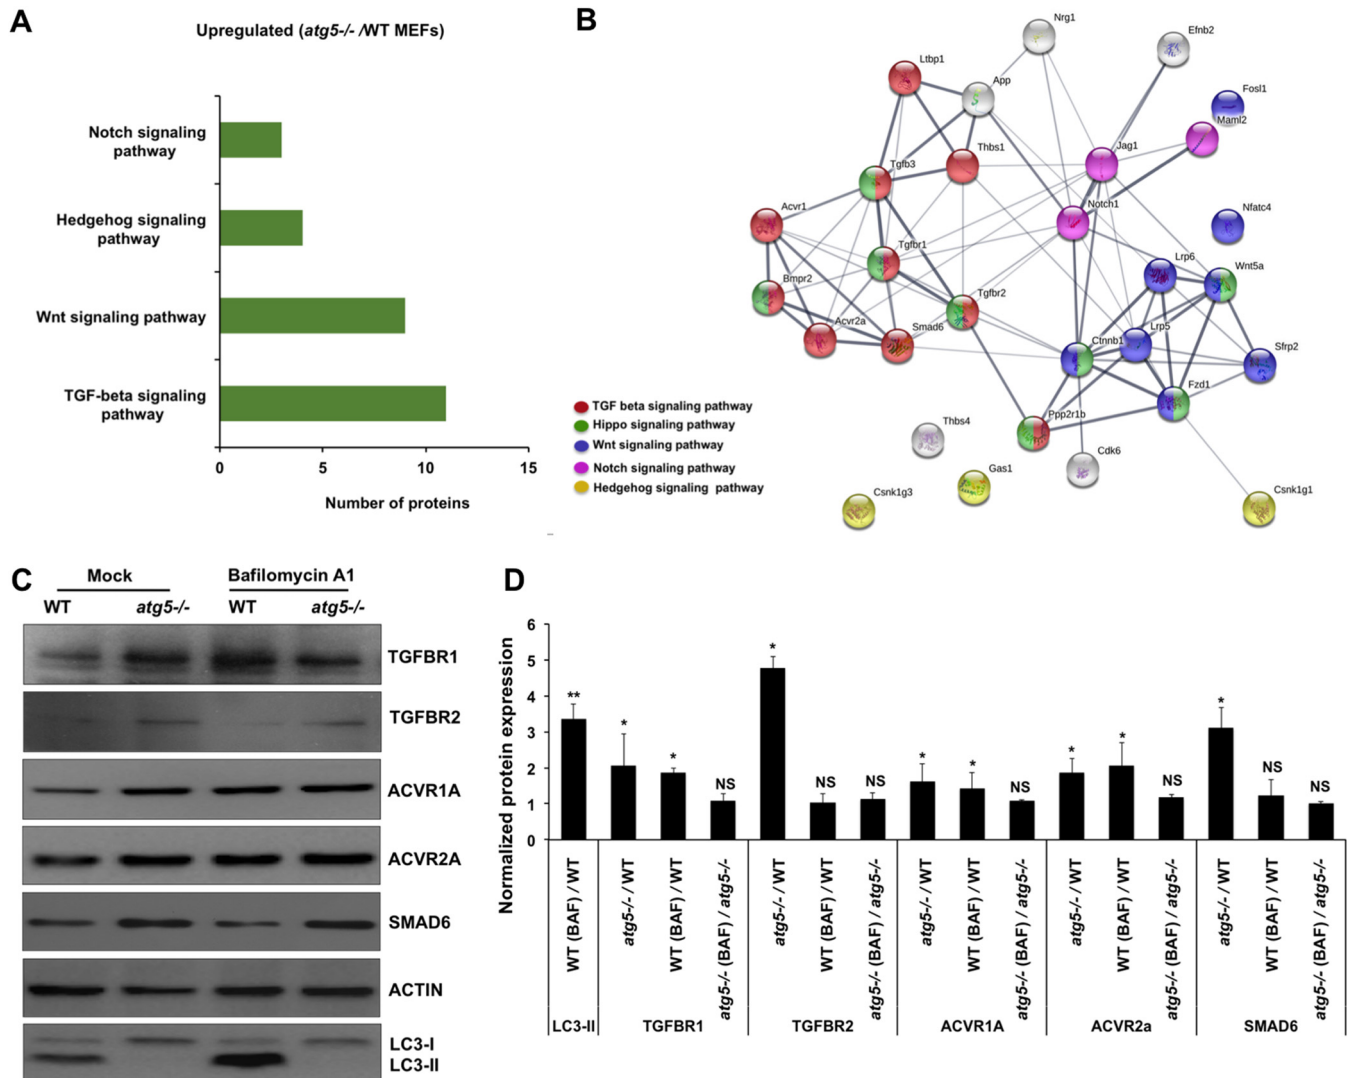 A
Upregulated (atg5-/- /WT MEFs)
Notch signaling
pathway
Hedgehog signaling
pathway
Wnt signaling pathway
TGF-beta signaling
pathway
0 5 10 15
Number of proteins
B
Nrg1
Efnb2
Ltbp1
App
Fosl1
Maml2
Thbs1
Jag1
Tgfb3
Acvr1
Notch1
Nfatc4
Tgfbr1
Lrp6
Wnt5a
Bmpr2
Tgfbr2
Acvr2a
Smad6
Lrp5
Ctnnb1
Sfrp2
Fzd1
Ppp2r1b
Thbs4
Cdk6
Gas1
Csnk1g3
Csnk1g1
TGF beta signaling pathway
Hippo signaling pathway
Wnt signaling pathway
Notch signaling pathway
Hedgehog signaling pathway
C
Mock Bafilomycin A1
WT atg5-/- WT atg5-/-
TGFBR1
TGFBR2
ACVR1A
ACVR2A
SMAD6
ACTIN
LC3-I
LC3-II
D
Normalized protein expression
6
5
4
3
2
1
0
** * * NS * NS NS * * NS * * NS * NS NS
WT (BAF) / WT
atg5-/- / WT
WT (BAF) / WT
atg5-/- (BAF) / atg5-/-
atg5-/- / WT
WT (BAF) / WT
atg5-/- (BAF) / atg5-/-
atg5-/- / WT
WT (BAF) / WT
atg5-/- (BAF) / atg5-/-
atg5-/- / WT
WT (BAF) / WT
atg5-/- (BAF) / atg5-/-
atg5-/- / WT
WT (BAF) / WT
atg5-/- (BAF) / atg5-/-
LC3-II TGFBR1 TGFBR2 ACVR1A ACVR2a SMAD6